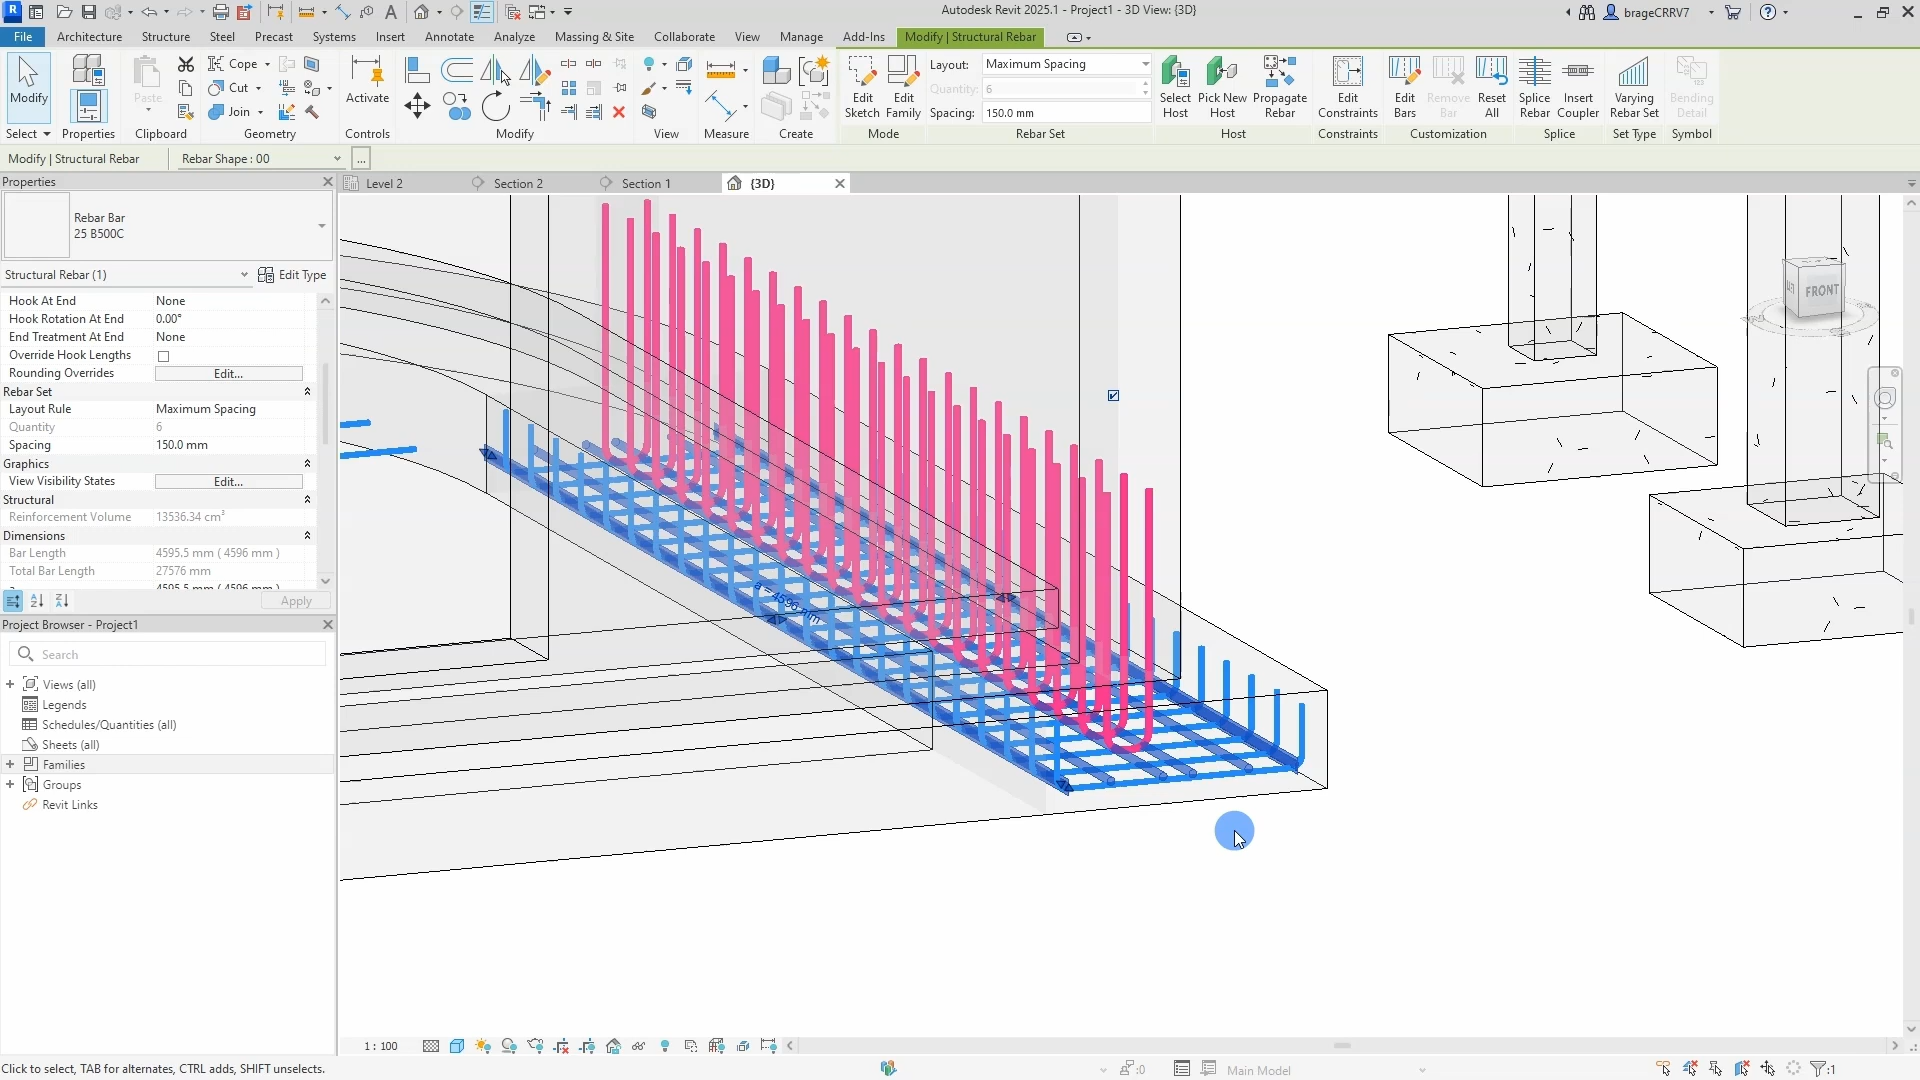 Autodesk Revit 2025.1 - Project1 - 3D View: {3D}
brageCRRV7
File Architecture Structure Steel Precast Systems Insert Annotate Analyze Massing & Site Collaborate View Manage Add-Ins Modify | Structural Rebar
Modify
Select
Properties
Paste
Clipboard
Cope
Cut
Join
Geometry
Activate
Controls
Modify
View
Measure
Create
Edit Sketch
Edit Family
Mode
Layout: Maximum Spacing
Quantity: 6
Spacing: 150.0 mm
Rebar Set
Select Host
Pick New Host
Propagate Rebar
Host
Edit Constraints
Constraints
Edit Bars
Remove Bar
Reset All
Customization
Splice Rebar
Insert Coupler
Splice
Varying Rebar Set
Set Type
Bending Detail
Symbol
Modify | Structural Rebar
Rebar Shape : 00
...
Properties
Level 2
Section 2
Section 1
{3D}
Rebar Bar
25 B500C
Structural Rebar (1)
Edit Type
Hook At End None
Hook Rotation At End 0.00°
End Treatment At End None
Override Hook Lengths
Rounding Overrides Edit...
Rebar Set
Layout Rule Maximum Spacing
Quantity 6
Spacing 150.0 mm
Graphics
View Visibility States Edit...
Structural
Reinforcement Volume 13536.34 cm³
Dimensions
Bar Length 4595.5 mm ( 4596 mm )
Total Bar Length 27576 mm
a 4595.5 mm ( 4596 mm )
Apply
Project Browser - Project1
Search
Views (all)
Legends
Schedules/Quantities (all)
Sheets (all)
Families
Groups
Revit Links
a = 4596 mm
FRONT
1 : 100
Click to select, TAB for alternates, CTRL adds, SHIFT unselects.
:0
Main Model
:1